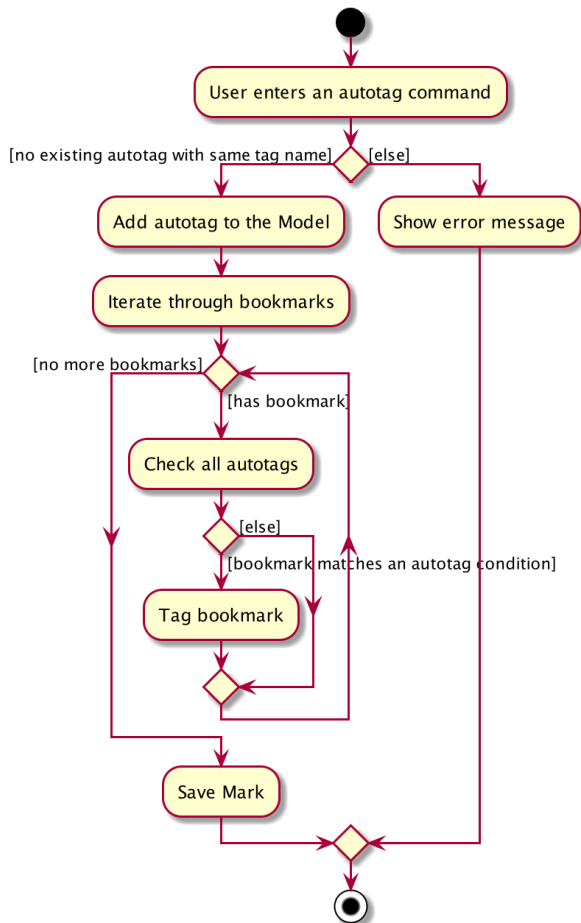 User enters an autotag command
[no existing autotag with same tag name]
[else]
Add autotag to the Model
Show error message
Iterate through bookmarks
[no more bookmarks]
[has bookmark]
Check all autotags
[else]
[bookmark matches an autotag condition]
Tag bookmark
Save Mark